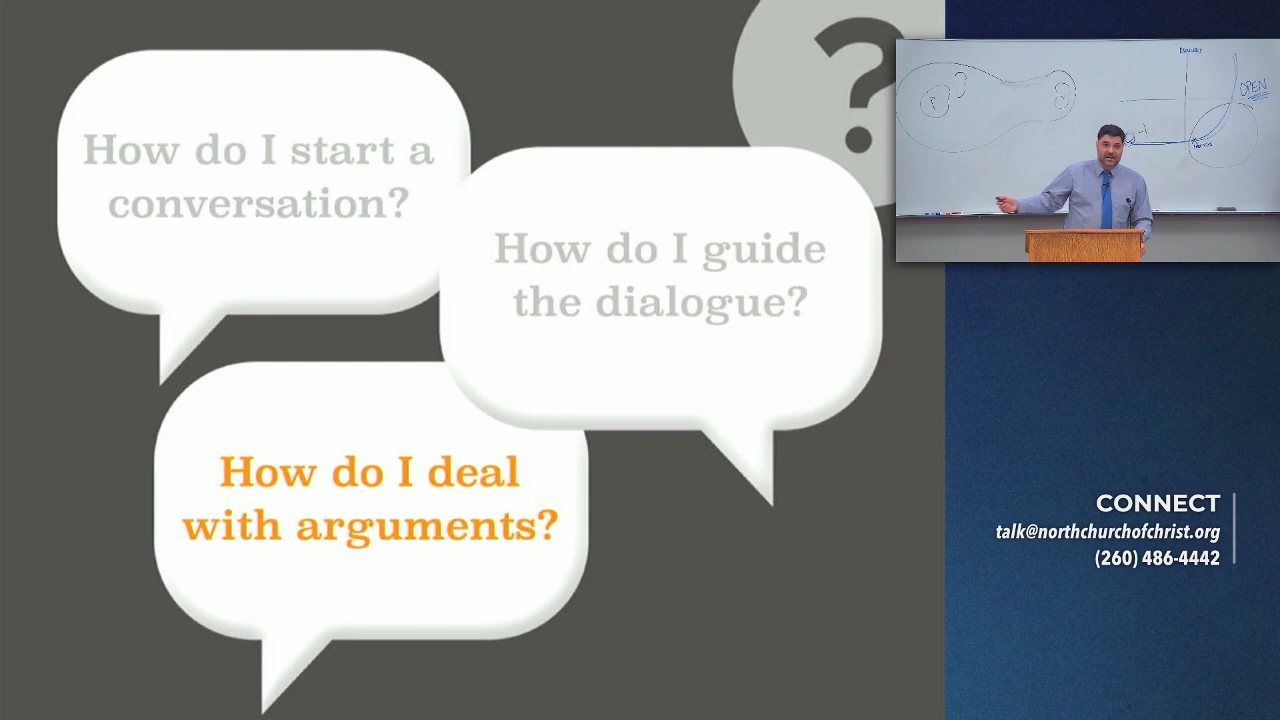 How do I start a
conversation?
How do I guide
the dialogue?
How do I deal
with arguments?
?
OPEN
CONNECT
talk@northchurchofchrist.org
(260) 486-4442